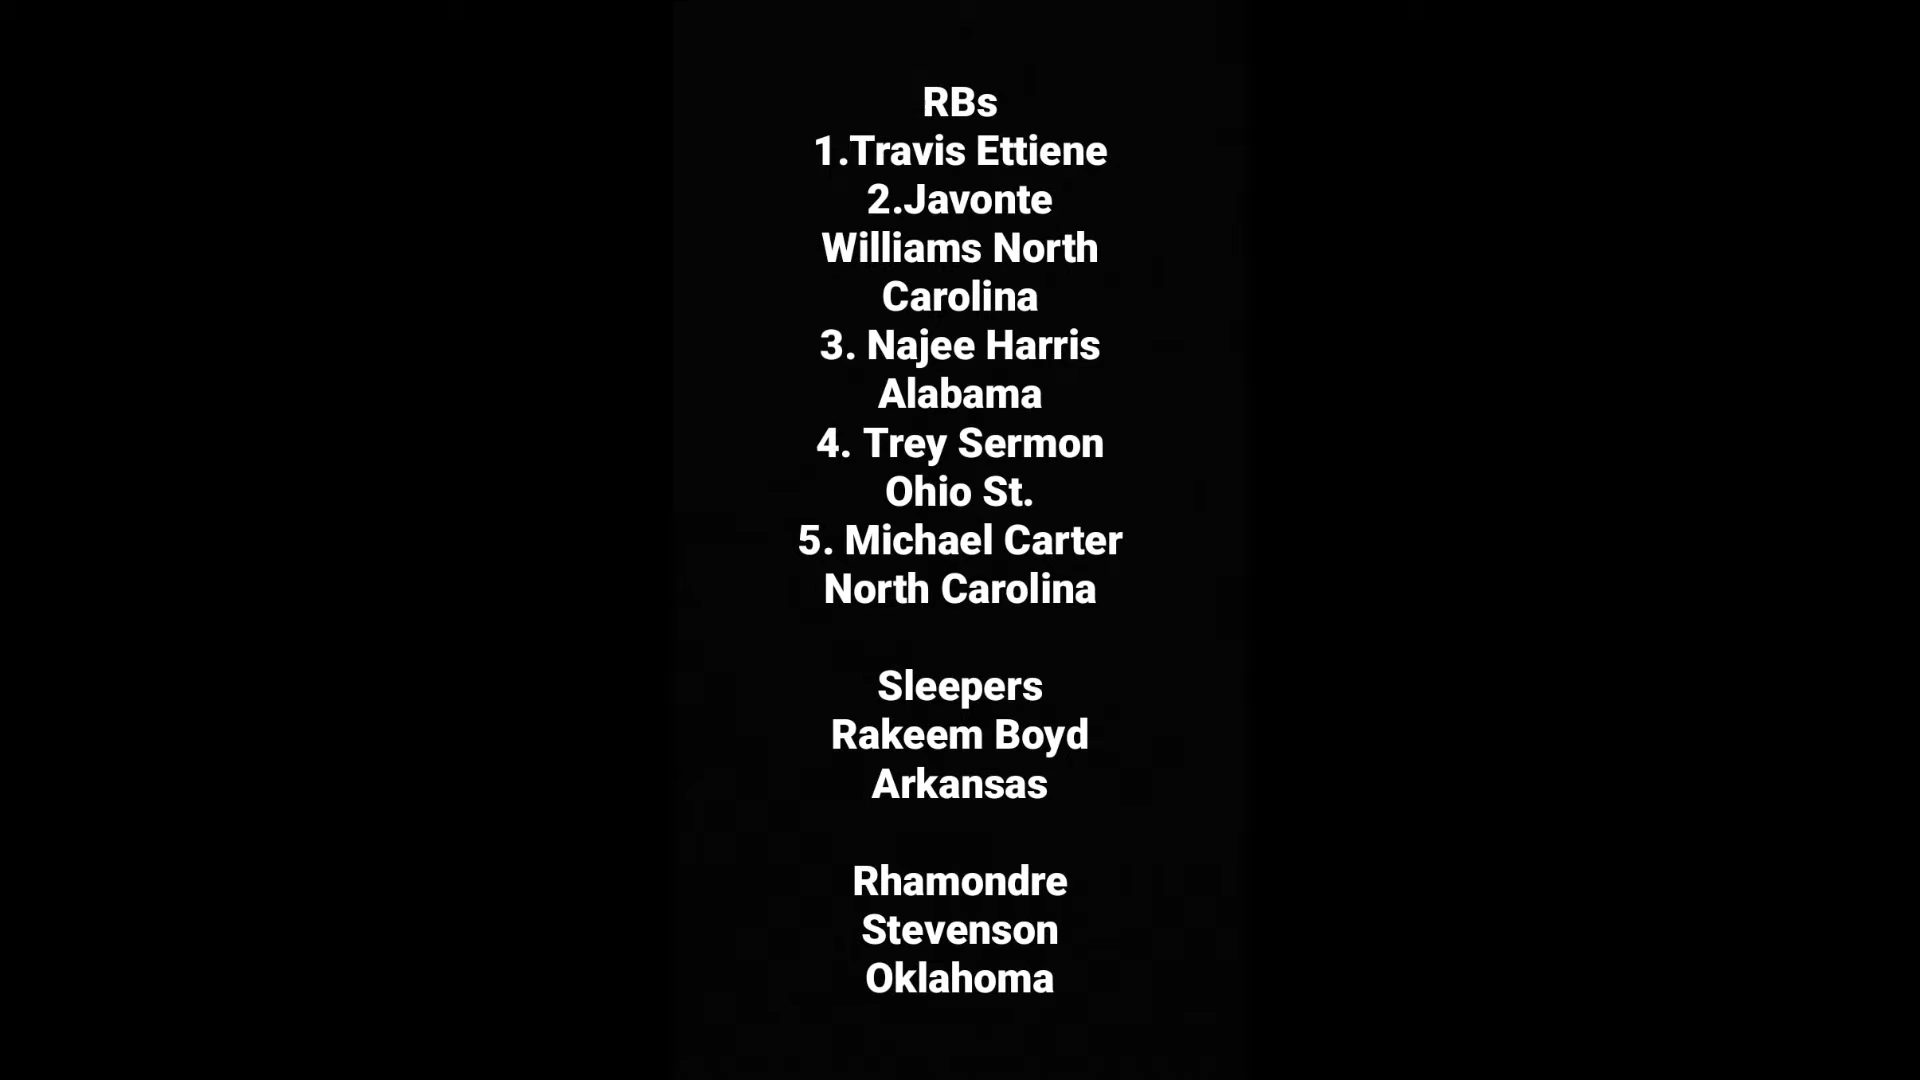 RBs
1.Travis Ettiene
2.Javonte
Williams North
Carolina
3. Najee Harris
Alabama
4. Trey Sermon
Ohio St.
5. Michael Carter
North Carolina
Sleepers
Rakeem Boyd
Arkansas
Rhamondre
Stevenson
Oklahoma